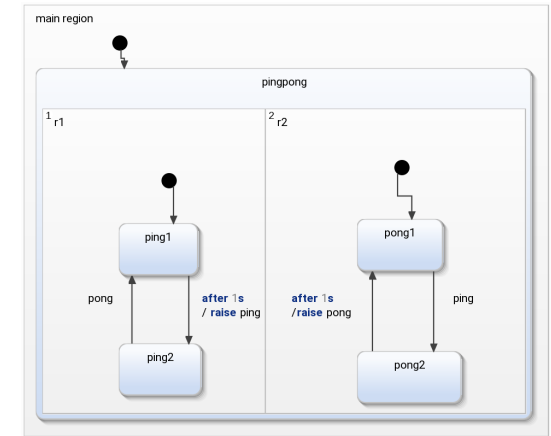 main region
pingpong
1 r1
2 r2
ping1
pong1
pong
after 1s
/ raise ping
after 1s
/raise pong
ping
ping2
pong2